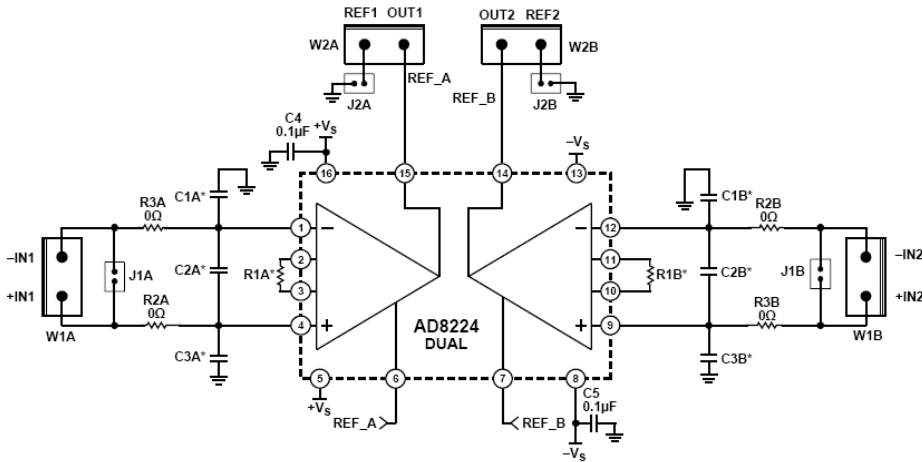 REF1 OUT1
OUT2 REF2
W2A
W2B
REF_A
REF_B
J2A
J2B
C4
0.1µF
+VS
–VS
16
15
14
13
C1A*
C1B*
R3A
0Ω
R2B
0Ω
1
–
12
–
–IN1
–IN2
J1A
C2A*
R1A*
2
3
11
10
R1B*
C2B*
J1B
+IN1
+IN2
R2A
0Ω
R3B
0Ω
4
+
9
+
W1A
W1B
AD8224
DUAL
C3A*
C3B*
5
6
7
8
+VS
REF_A
REF_B
C5
0.1µF
–VS